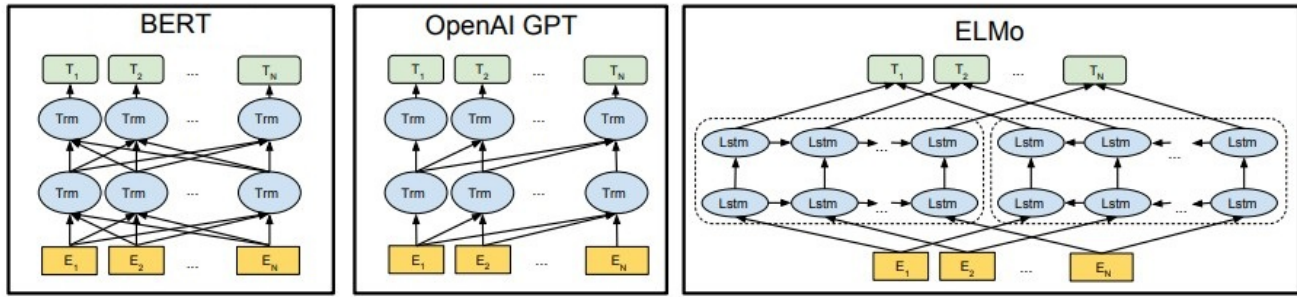 BERT
T1 T2 ... TN
Trm Trm ... Trm
Trm Trm ... Trm
E1 E2 ... EN
OpenAI GPT
T1 T2 ... TN
Trm Trm ... Trm
Trm Trm ... Trm
E1 E2 ... EN
ELMo
T1 T2 ... TN
Lstm Lstm ... Lstm Lstm Lstm ... Lstm
Lstm Lstm ... Lstm Lstm Lstm ... Lstm
E1 E2 ... EN